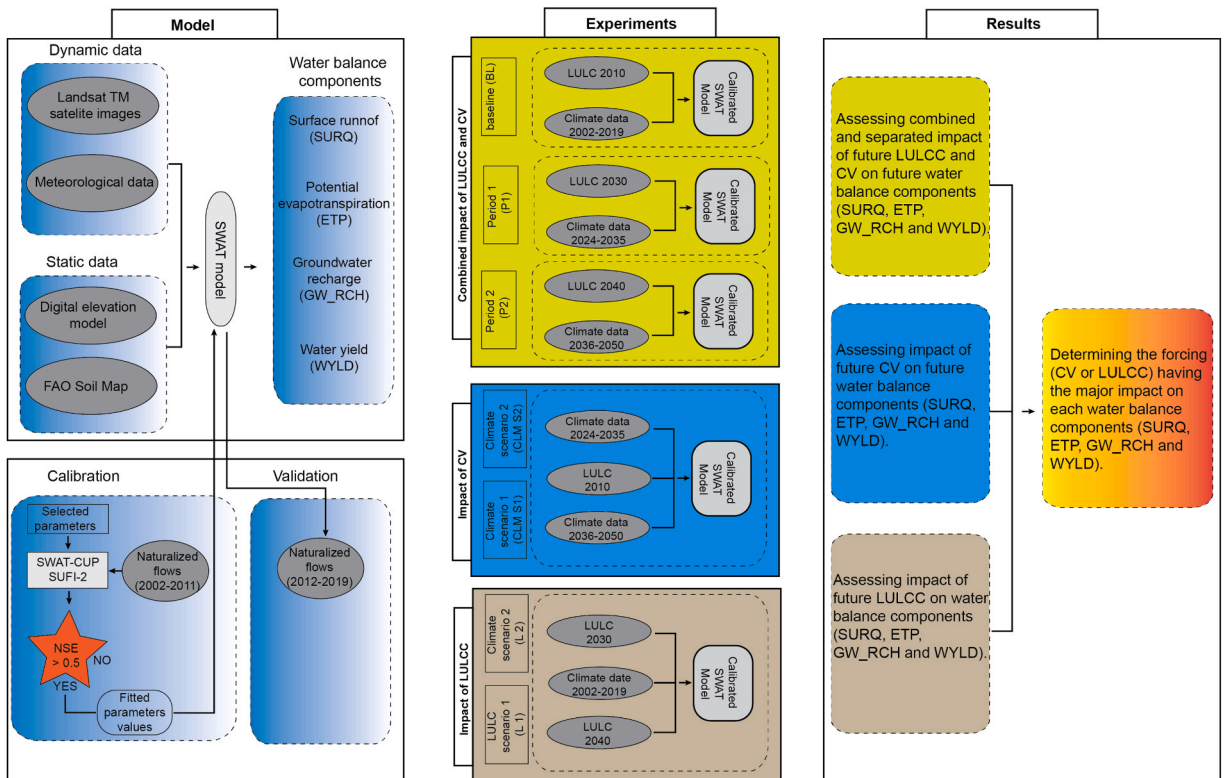 Model
Dynamic data
Landsat TM
satelite images
Meteorological data
Static data
Digital elevation
model
FAO Soil Map
SWAT model
Water balance
components
Surface runnof
(SURQ)
Potential
evapotranspiration
(ETP)
Groundwater
recharge
(GW_RCH)
Water yield
(WYLD)
Calibration
Selected
parameters
SWAT-CUP
SUFI-2
Naturalized
flows
(2002-2011)
NSE
> 0.5
NO
YES
Fitted
parameters
values
Validation
Naturalized
flows
(2012-2019)
Experiments
Combined impact of LULCC and CV
baseline (BL)
LULC 2010
Climate data
2002-2019
Calibrated
SWAT
Model
Period 1
(P1)
LULC 2030
Climate data
2024-2035
Calibrated
SWAT
Model
Period 2
(P2)
LULC 2040
Climate data
2036-2050
Calibrated
SWAT
Model
Impact of CV
Climate
scenario 2
(CLM S2)
Climate
scenario 1
(CLM S1)
Climate data
2024-2035
LULC
2010
Climate data
2036-2050
Calibrated
SWAT
Model
Impact of LULCC
Climate
scenario 2
(L 2)
LULC
scenario 1
(L 1)
LULC
2030
Climate date
2002-2019
LULC
2040
Calibrated
SWAT
Model
Results
Assessing combined
and separated impact
of future LULCC and
CV on future water
balance components
(SURQ, ETP,
GW_RCH and WYLD).
Assessing impact of
future CV on future
water balance
components (SURQ,
ETP, GW_RCH and
WYLD).
Assessing impact of
future LULCC on water
balance components
(SURQ, ETP,
GW_RCH and WYLD).
Determining the forcing
(CV or LULCC) having
the major impact on
each water balance
components (SURQ,
ETP, GW_RCH and
WYLD).